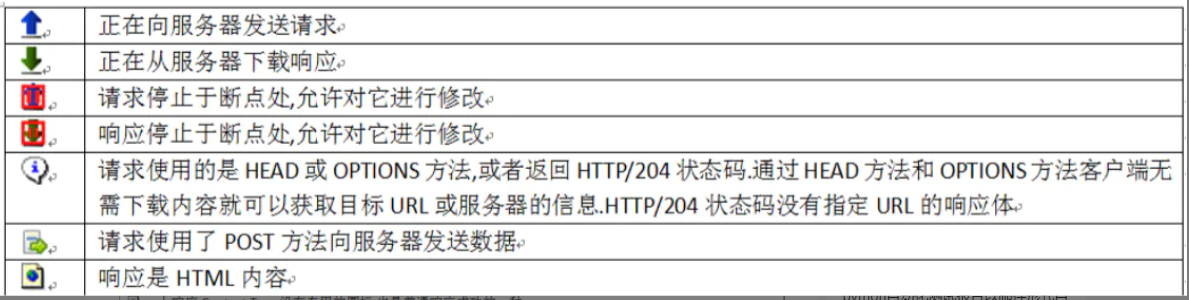 正在向服务器发送请求
正在从服务器下载响应
请求停止于断点处,允许对它进行修改
响应停止于断点处,允许对它进行修改
请求使用的是 HEAD 或 OPTIONS 方法,或者返回 HTTP/204 状态码.通过 HEAD 方法和 OPTIONS 方法客户端无
需下载内容就可以获取目标 URL 或服务器的信息.HTTP/204 状态码没有指定 URL 的响应体
请求使用了 POST 方法向服务器发送数据
响应是 HTML 内容